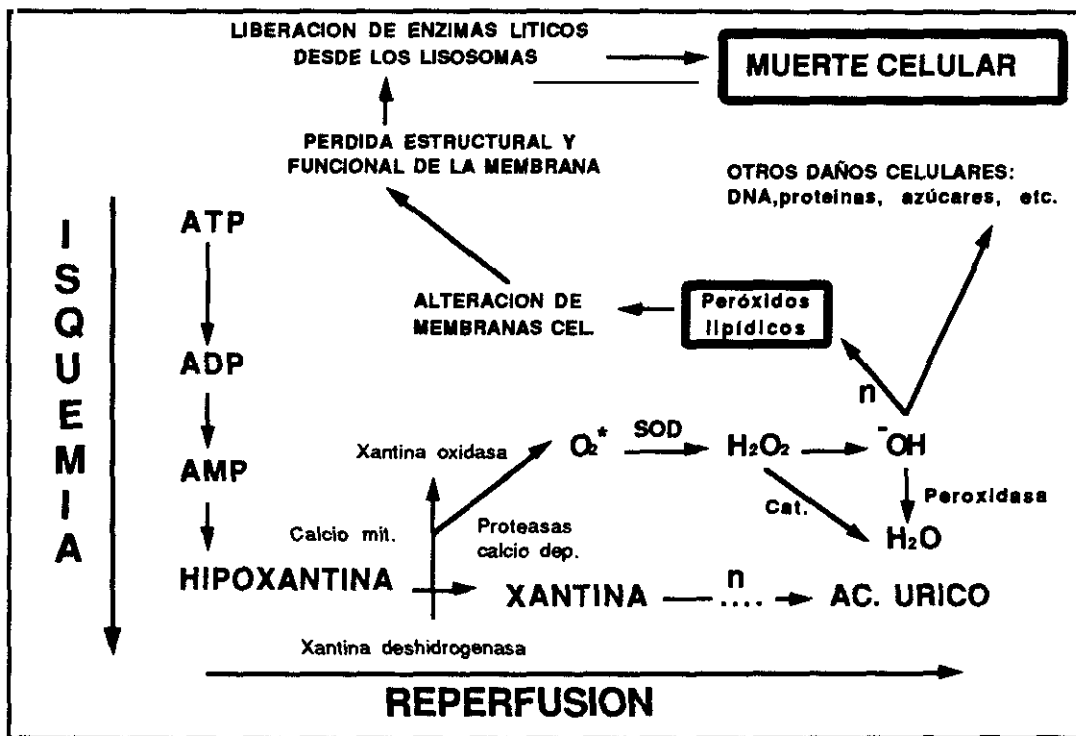 LIBERACION DE ENZIMAS LITICOS
DESDE LOS LISOSOMAS
MUERTE CELULAR
PERDIDA ESTRUCTURAL Y
FUNCIONAL DE LA MEMBRANA
OTROS DAÑOS CELULARES:
DNA,proteinas, azúcares, etc.
ISQUEMIA
ATP
ALTERACION DE
MEMBRANAS CEL.
Peróxidos
lipídicos
ADP
n
AMP
Xantina oxidasa
O₂*
SOD
H₂O₂
⁻OH
Cat.
Peroxidasa
Calcio mit.
Proteasas
calcio dep.
H₂O
HIPOXANTINA
XANTINA
n
....
AC. URICO
Xantina deshidrogenasa
REPERFUSION